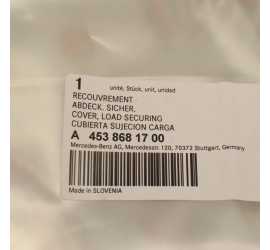 1
unité, Stück, unit, unidad
RECOUVREMENT
ABDECK. SICHER.
COVER, LOAD SECURING
CUBIERTA SUJECION CARGA
A 453 868 17 00
Mercedes-Benz AG, Mercedesstr. 120, 70372 Stuttgart, Germany
Made in SLOVENIA